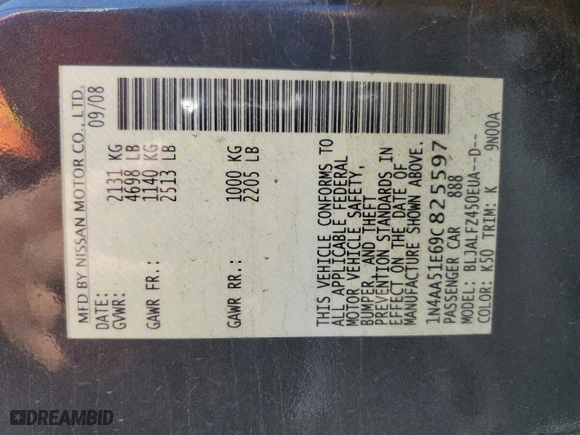 MFD BY NISSAN MOTOR CO., LTD.
DATE: 09/08
GVWR: 2131 KG
4698 LB
GAWR FR.: 1140 KG
2513 LB
GAWR RR.: 1000 KG
2205 LB
THIS VEHICLE CONFORMS TO
ALL APPLICABLE FEDERAL
MOTOR VEHICLE SAFETY,
BUMPER, AND THEFT
PREVENTION STANDARDS IN
EFFECT ON THE DATE OF
MANUFACTURE SHOWN ABOVE.
1N4AA51E69C825597
PASSENGER CAR 888
MODEL: BLJALFZ450EUA--D--
COLOR: K50 TRIM: K 9N00A
DREAMBID